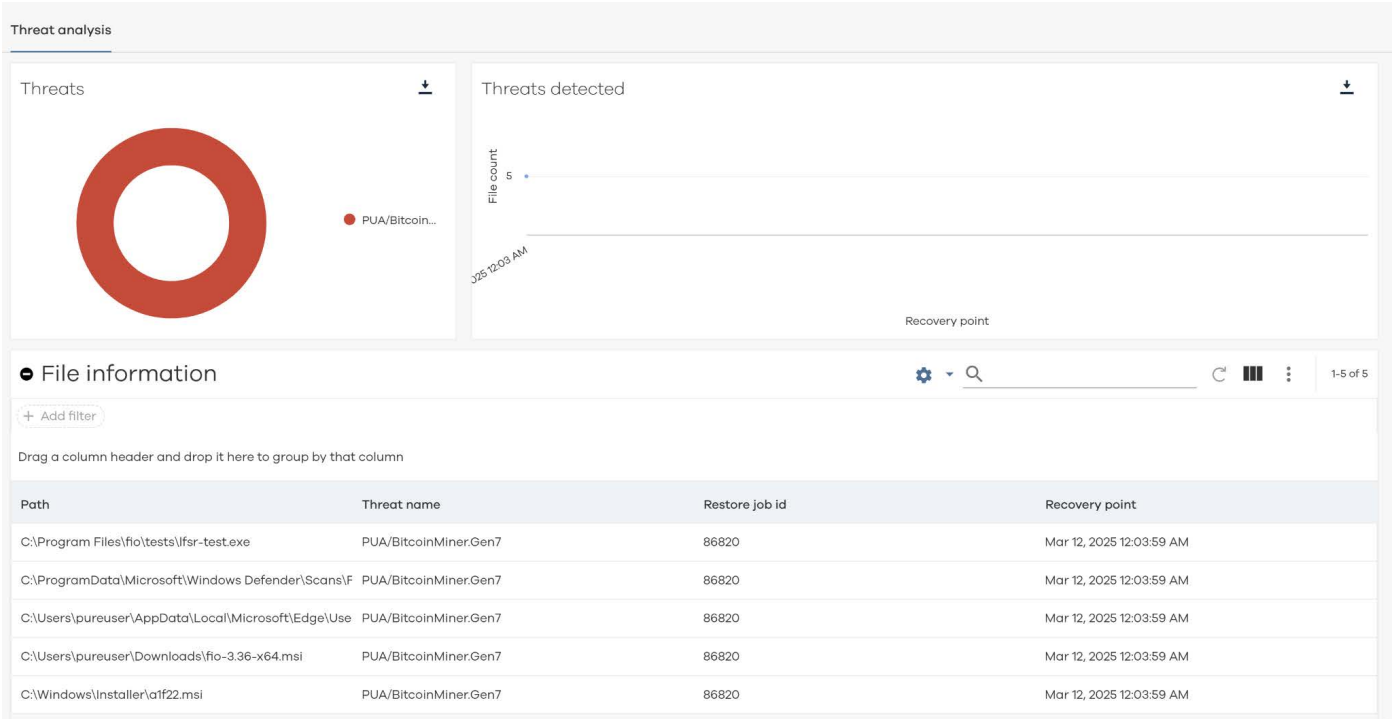 Threat analysis
Threats
PUA/Bitcoin...
Threats detected
File count
5
025 12:03 AM
Recovery point
File information
1-5 of 5
+ Add filter
Drag a column header and drop it here to group by that column
Path Threat name Restore job id Recovery point
C:\Program Files\fio\tests\lfsr-test.exe PUA/BitcoinMiner.Gen7 86820 Mar 12, 2025 12:03:59 AM
C:\ProgramData\Microsoft\Windows Defender\Scans\F PUA/BitcoinMiner.Gen7 86820 Mar 12, 2025 12:03:59 AM
C:\Users\pureuser\AppData\Local\Microsoft\Edge\Use PUA/BitcoinMiner.Gen7 86820 Mar 12, 2025 12:03:59 AM
C:\Users\pureuser\Downloads\fio-3.36-x64.msi PUA/BitcoinMiner.Gen7 86820 Mar 12, 2025 12:03:59 AM
C:\Windows\Installer\a1f22.msi PUA/BitcoinMiner.Gen7 86820 Mar 12, 2025 12:03:59 AM